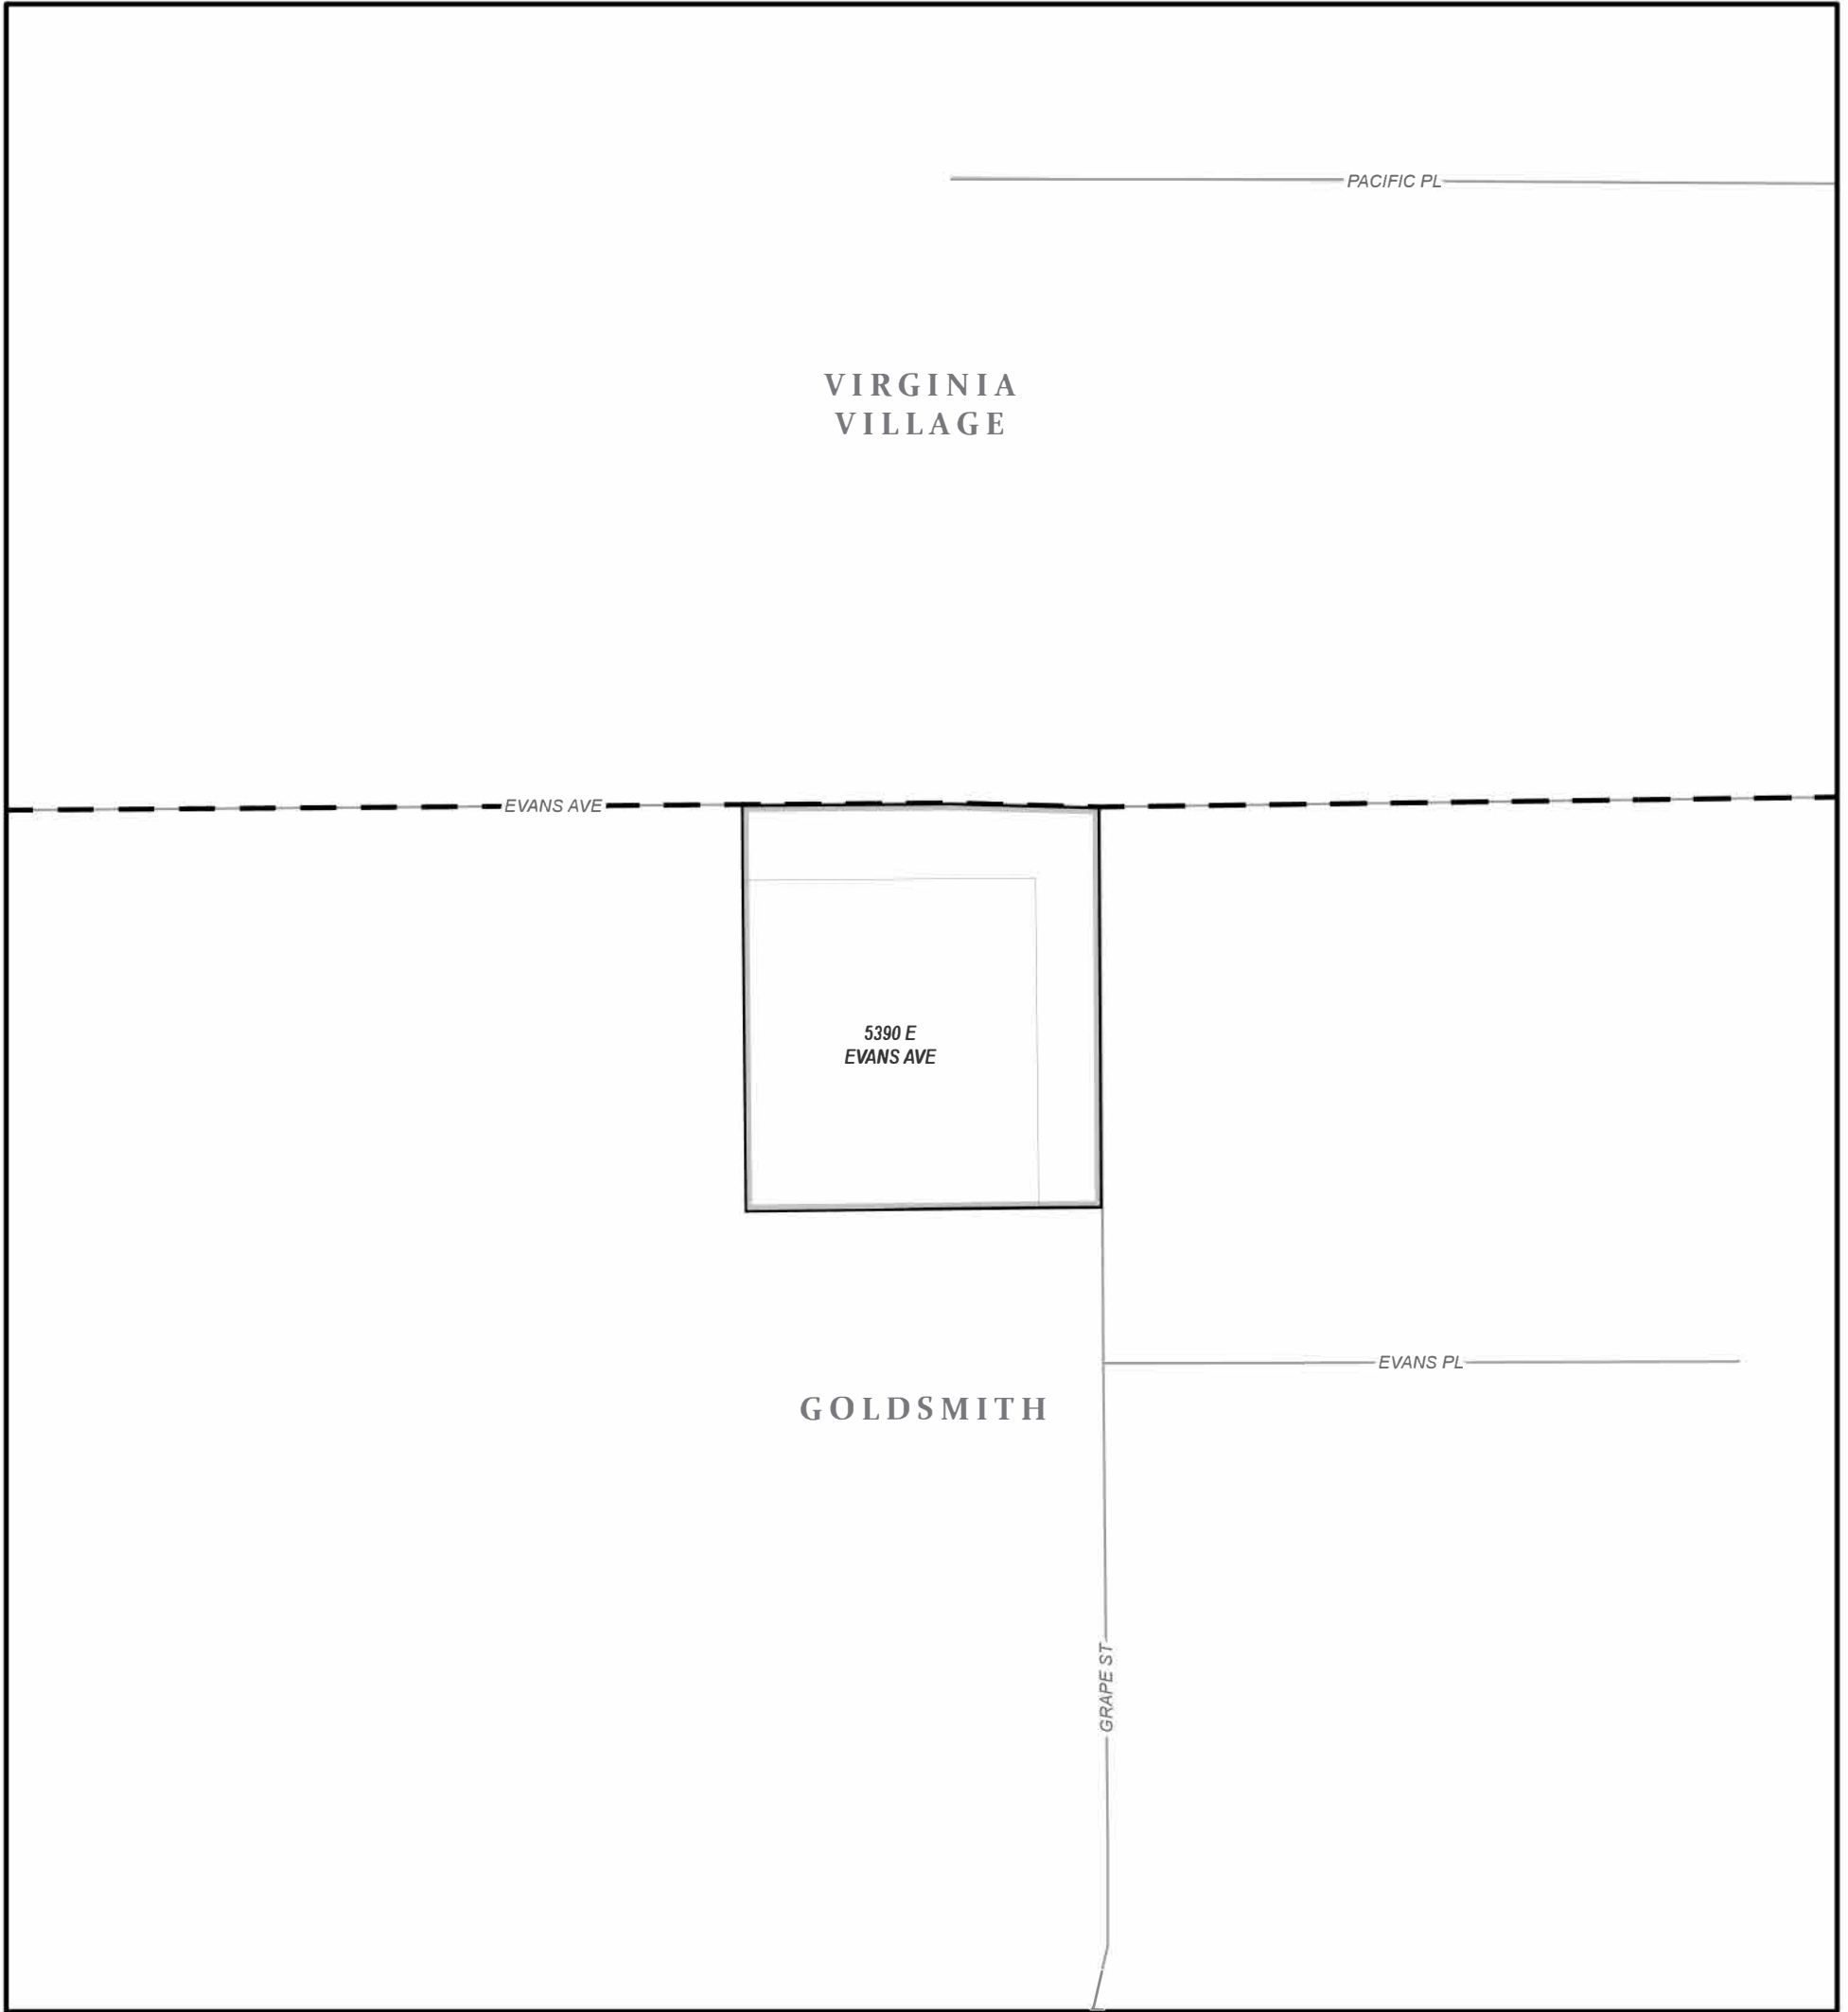 PACIFIC PL
VIRGINIA
VILLAGE
EVANS AVE
5390 E
EVANS AVE
EVANS PL
GOLDSMITH
GRAPE ST